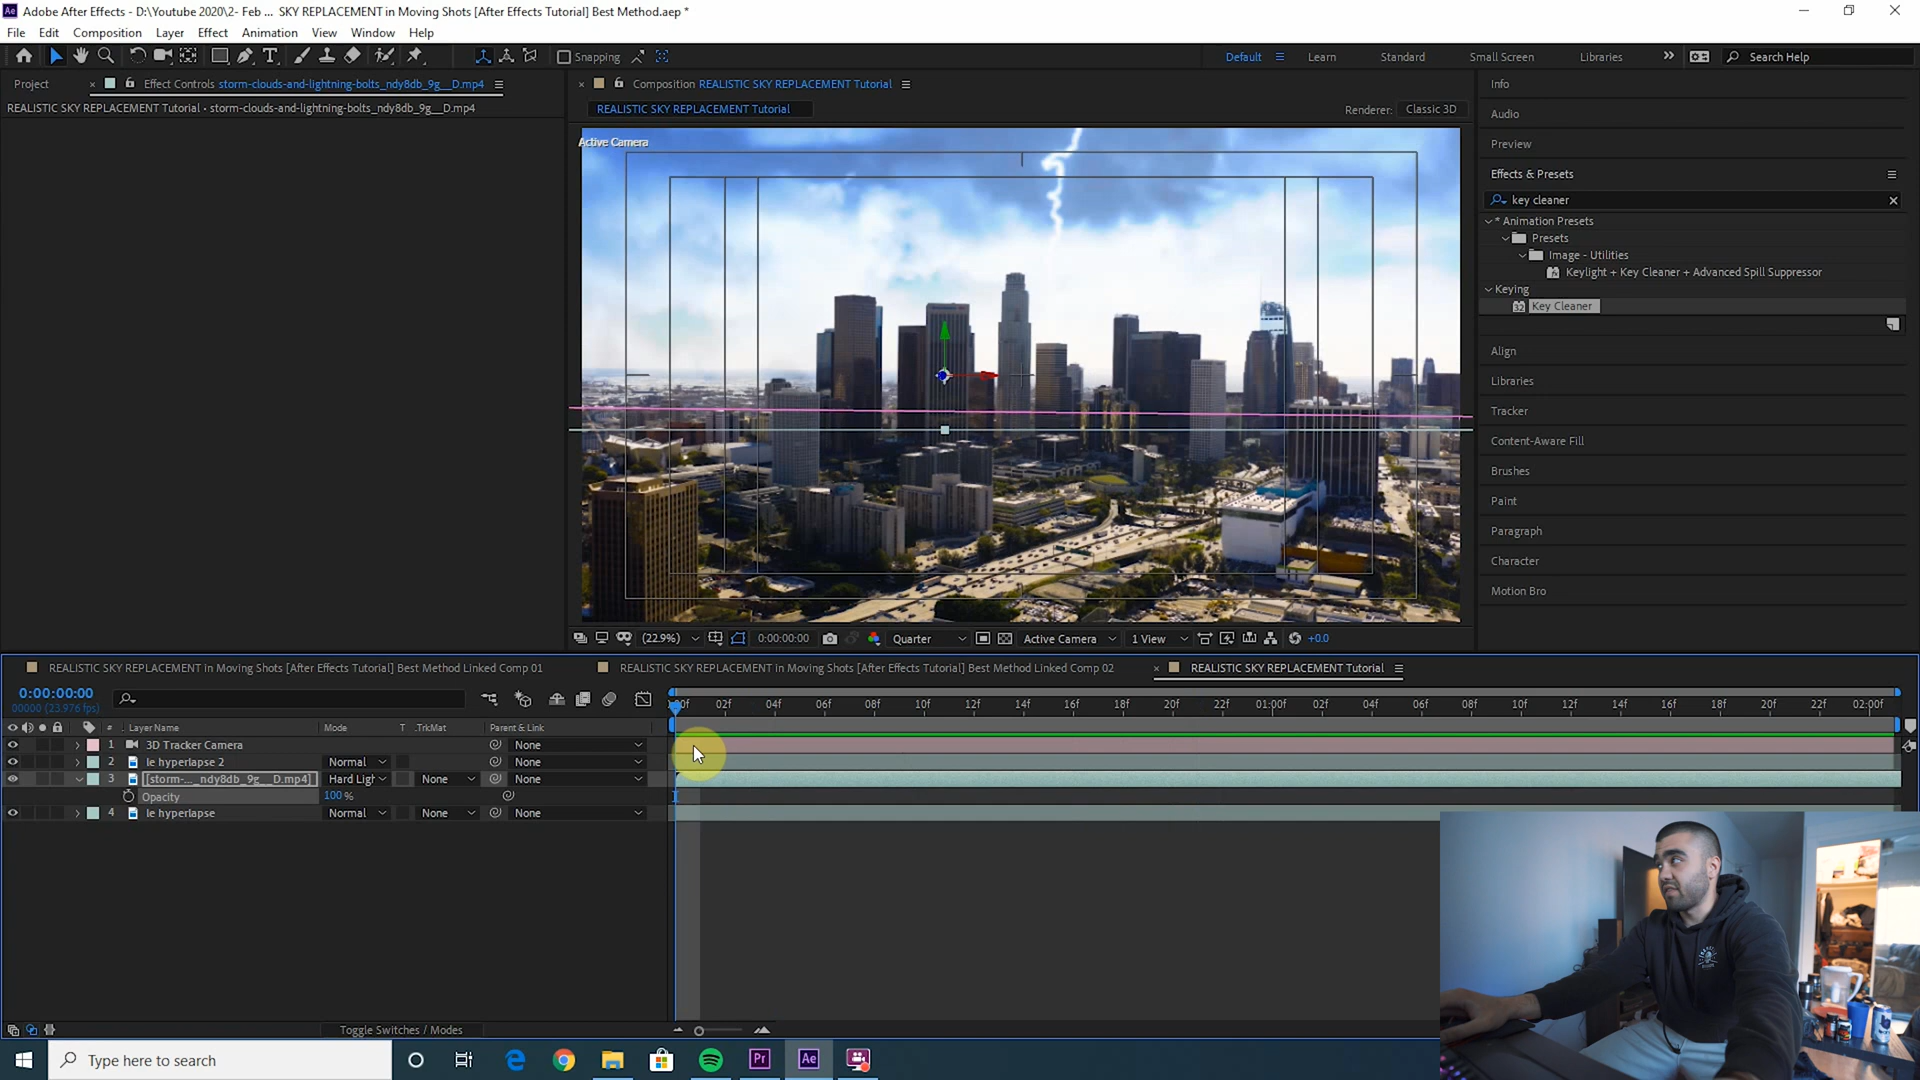 Adobe After Effects - D:\Youtube 2020\2- Feb ... SKY REPLACEMENT in Moving Shots [After Effects Tutorial] Best Method.aep *
File Edit Composition Layer Effect Animation View Window Help
Snapping
Default Learn Standard Small Screen Libraries Search Help
Project Effect Controls storm-clouds-and-lightning-bolts_ndy8db_9g__D.mp4
REALISTIC SKY REPLACEMENT Tutorial • storm-clouds-and-lightning-bolts_ndy8db_9g__D.mp4
Composition REALISTIC SKY REPLACEMENT Tutorial
REALISTIC SKY REPLACEMENT Tutorial
Renderer: Classic 3D
Active Camera
Info
Audio
Preview
Effects & Presets
key cleaner
* Animation Presets
Presets
Image - Utilities
Keylight + Key Cleaner + Advanced Spill Suppressor
Keying
Key Cleaner
Align
Libraries
Tracker
Content-Aware Fill
Brushes
Paint
Paragraph
Character
Motion Bro
(22.9%) 0:00:00:00 Quarter Active Camera 1 View +0.0
REALISTIC SKY REPLACEMENT in Moving Shots [After Effects Tutorial] Best Method Linked Comp 01
REALISTIC SKY REPLACEMENT in Moving Shots [After Effects Tutorial] Best Method Linked Comp 02
REALISTIC SKY REPLACEMENT Tutorial
0:00:00:00
00000 (23.976 fps)
02f 04f 06f 08f 10f 12f 14f 16f 18f 20f 22f 01:00f 02f 04f 06f 08f 10f 12f 14f 16f 18f 20f 22f 02:00f
# Layer Name Mode T .TrkMat Parent & Link
1 3D Tracker Camera None
2 le hyperlapse 2 Normal None
3 [storm-... _ndy8db_9g__D.mp4] Hard Ligh None None
Opacity 100 %
4 le hyperlapse Normal None None
Toggle Switches / Modes
Type here to search
Pr Ae